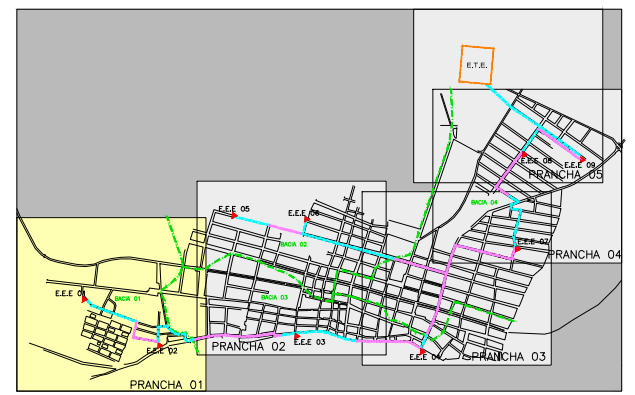 E.T.E.
E.E.E 08
E.E.E 09
PRANCHA 05
BACIA 04
E.E.E 05
E.E.E 06
BACIA 02
E.E.E 07
PRANCHA 04
E.E.E 01
BACIA 01
BACIA 03
E.E.E 02
PRANCHA 02
E.E.E 03
E.E.E 04
PRANCHA 03
PRANCHA 01